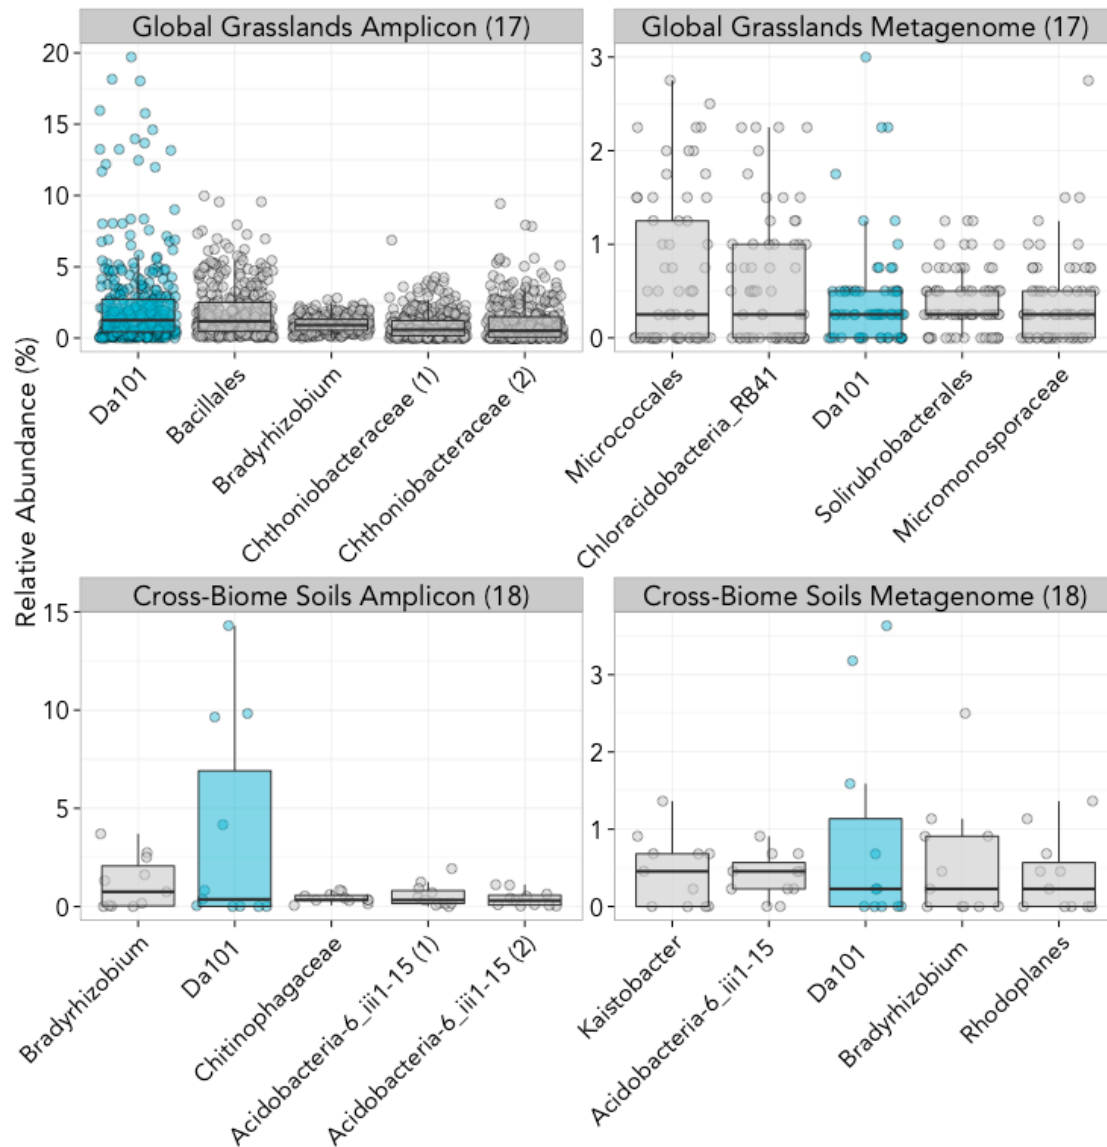 Global Grasslands Amplicon (17)
Global Grasslands Metagenome (17)
Relative Abundance (%)
20
15
10
5
0
3
2
1
0
Da101
Bacillales
Bradyrhizobium
Chthoniobacteraceae (1)
Chthoniobacteraceae (2)
Micrococcales
Chloracidobacteria_RB41
Da101
Solirubrobacterales
Micromonosporaceae
Cross-Biome Soils Amplicon (18)
Cross-Biome Soils Metagenome (18)
15
10
5
0
3
2
1
0
Bradyrhizobium
Da101
Chitinophagaceae
Acidobacteria-6_iii1-15 (1)
Acidobacteria-6_iii1-15 (2)
Kaistobacter
Acidobacteria-6_iii1-15
Da101
Bradyrhizobium
Rhodoplanes